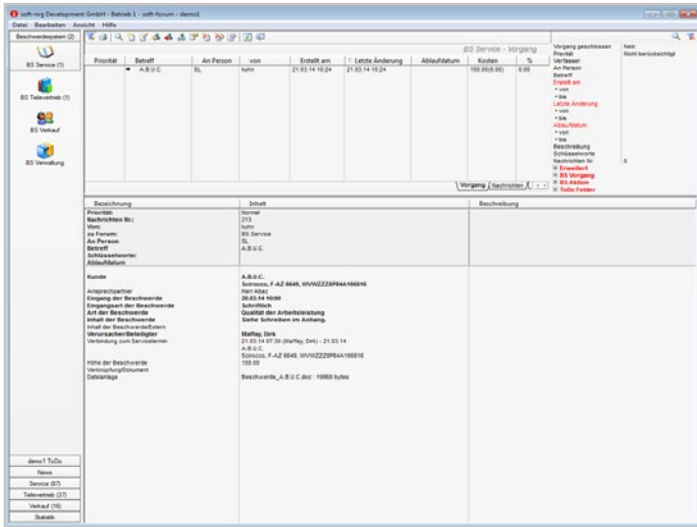 soft-nrg Development GmbH - Betrieb 1 - soft-forum - demo1
Datei Bearbeiten Ansicht Hilfe
Beschwerdesystem (2)
BS Service (1)
BS Televertrieb (1)
BS Verkauf
BS Verwaltung
demo1 ToDo
News
Service (87)
Televertrieb (37)
Verkauf (16)
Statistik
BS Service - Vorgang
Priorität Betreff An Person von Erstellt am Letzte Änderung Ablaufdatum Kosten %
A.B.U.C. SL kuhn 21.03.14 10:24 21.03.14 10:24 150.00(0.00) 0.00
Vorgang Nachrichten
Vorgang geschlossen Nein
Priorität Nicht berücksichtigt
Verfasser
An Person
Betreff
Erstellt am
von
bis
Letzte Änderung
von
bis
Ablaufdatum
von
bis
Beschreibung
Schlüsselworte
Nachrichten Nr. 0
Erweitert
BS Vorgang
BS Aktion
ToDo Felder
Bezeichnung Inhalt Beschreibung
Priorität: Normal
Nachrichten Nr.: 213
Von: kuhn
zu Forum: BS Service
An Person SL
Betreff A.B.U.C.
Schlüsselworte:
Ablaufdatum
Kunde A.B.U.C.
Scirocco, F-AZ 6649, WVWZZZ
Ansprechpartner Herr Abaz
Eingang der Beschwerde 20.03.14 10:00
Eingangsart der Beschwerde Schriftlich
Art der Beschwerde Qualität der Arbeitsleistung
Inhalt der Beschwerde Siehe Schreiben im Anhang.
Inhalt der Beschwerde/Extern
Verursacher/Beteiligter Maffay, Dirk
Verbindung zum Servicetermin 21.03.14 07:30 (Maffay, Dirk) - 21.03.14
A.B.U.C.
Scirocco, F-AZ 6649,
Höhe der Beschwerde 150.00
Verknüpfung/Dokument
Dateianlage Beschwerde_A.B.U.C.doc : bytes